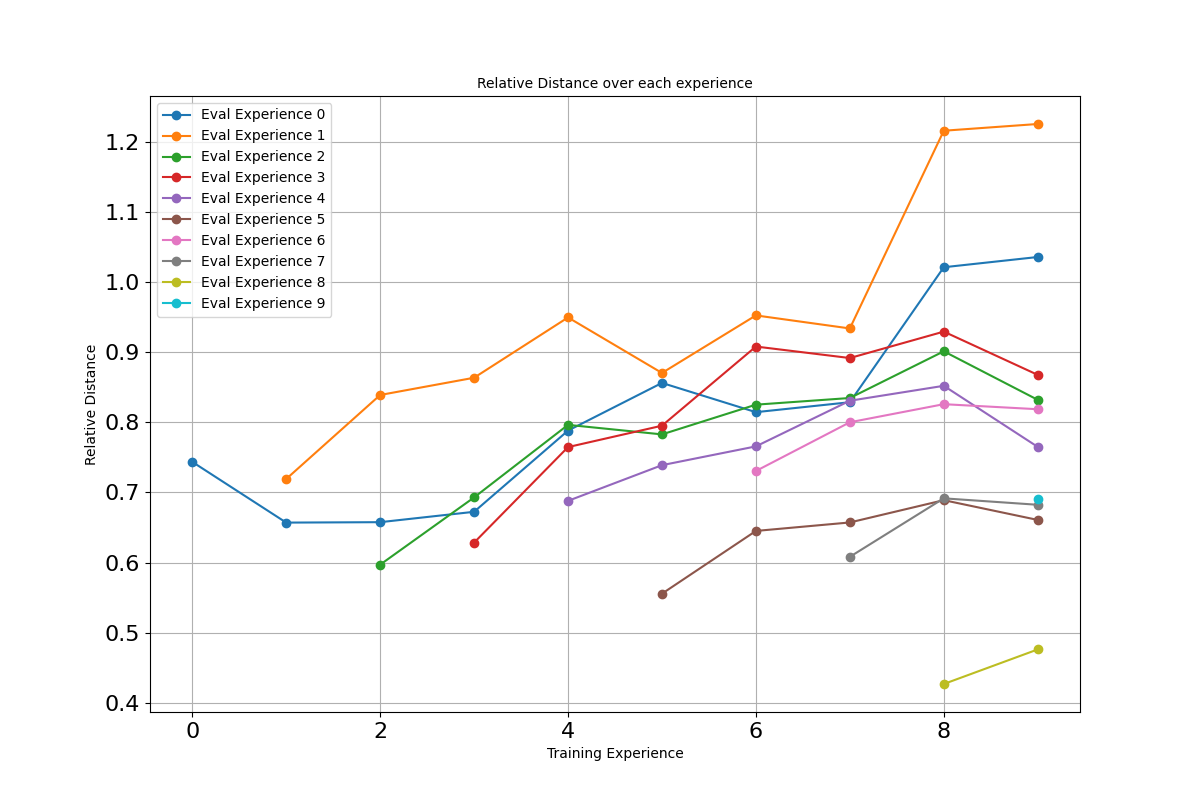 Relative Distance over each experience
Eval Experience 0
Eval Experience 1
Eval Experience 2
Eval Experience 3
Eval Experience 4
Eval Experience 5
Eval Experience 6
Eval Experience 7
Eval Experience 8
Eval Experience 9
1.2
1.1
1.0
0.9
0.8
0.7
0.6
0.5
0.4
Relative Distance
0 2 4 6 8
Training Experience